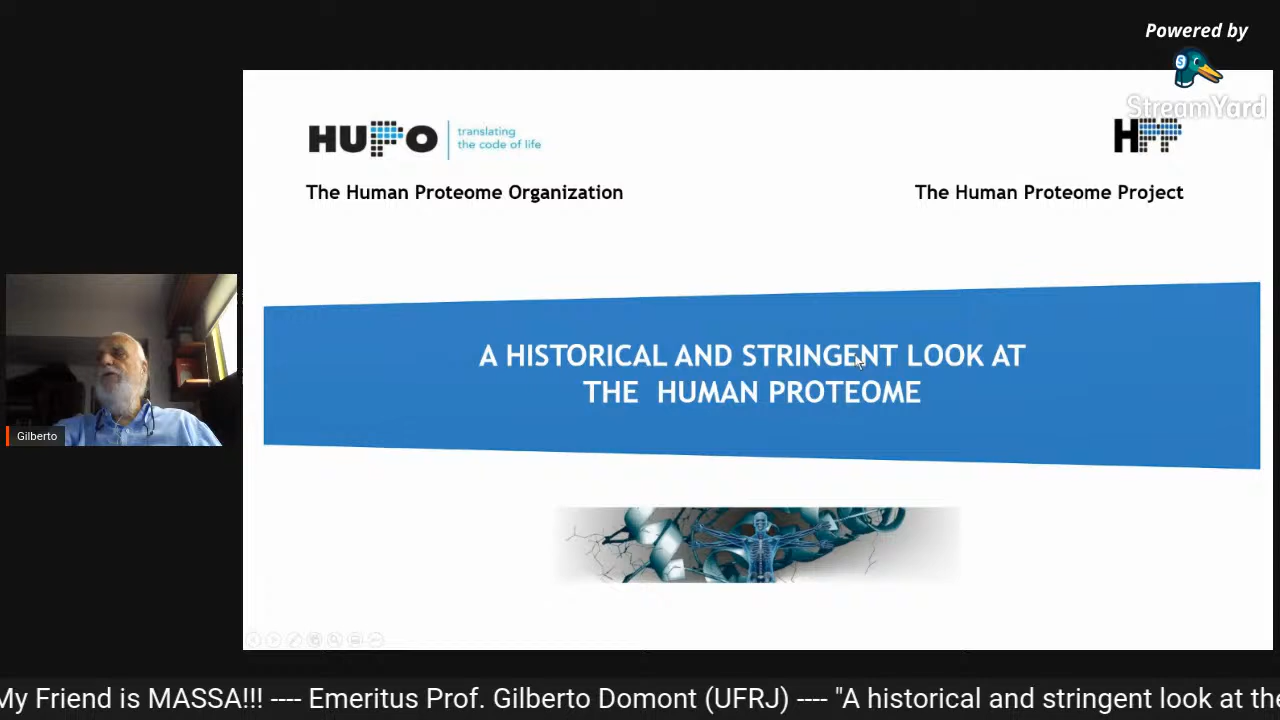 Powered by
StreamYard
HUPO
translating
the code of life
HPP
The Human Proteome Organization
The Human Proteome Project
A HISTORICAL AND STRINGENT LOOK AT
THE HUMAN PROTEOME
Gilberto
My Friend is MASSA!!! ---- Emeritus Prof. Gilberto Domont (UFRJ) ---- "A historical and stringent look at the